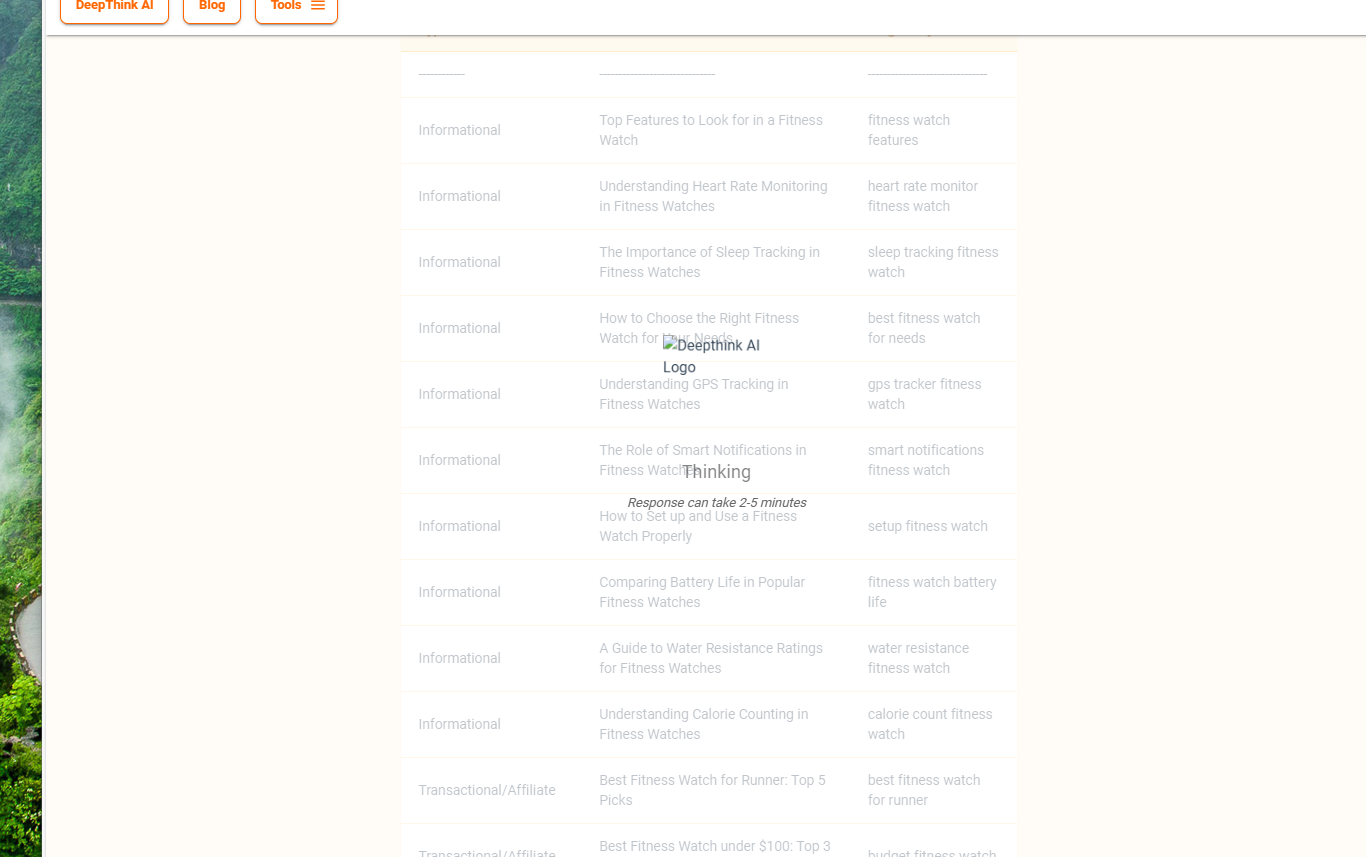 DeepThink AI Blog Tools
------------ ------------------------------ -------------------------------
Informational
Top Features to Look for in a Fitness
Watch
fitness watch
features
Informational
Understanding Heart Rate Monitoring
in Fitness Watches
heart rate monitor
fitness watch
Informational
The Importance of Sleep Tracking in
Fitness Watches
sleep tracking fitness
watch
Informational
How to Choose the Right Fitness
Watch for Your Needs
best fitness watch
for needs
Deepthink AI
Logo
Informational
Understanding GPS Tracking in
Fitness Watches
gps tracker fitness
watch
Informational
The Role of Smart Notifications in
Fitness Watches
smart notifications
fitness watch
Thinking
Response can take 2-5 minutes
Informational
How to Set up and Use a Fitness
Watch Properly
setup fitness watch
Informational
Comparing Battery Life in Popular
Fitness Watches
fitness watch battery
life
Informational
A Guide to Water Resistance Ratings
for Fitness Watches
water resistance
fitness watch
Informational
Understanding Calorie Counting in
Fitness Watches
calorie count fitness
watch
Transactional/Affiliate
Best Fitness Watch for Runner: Top 5
Picks
best fitness watch
for runner
Transactional/Affiliate
Best Fitness Watch under $100: Top 3
budget fitness watch